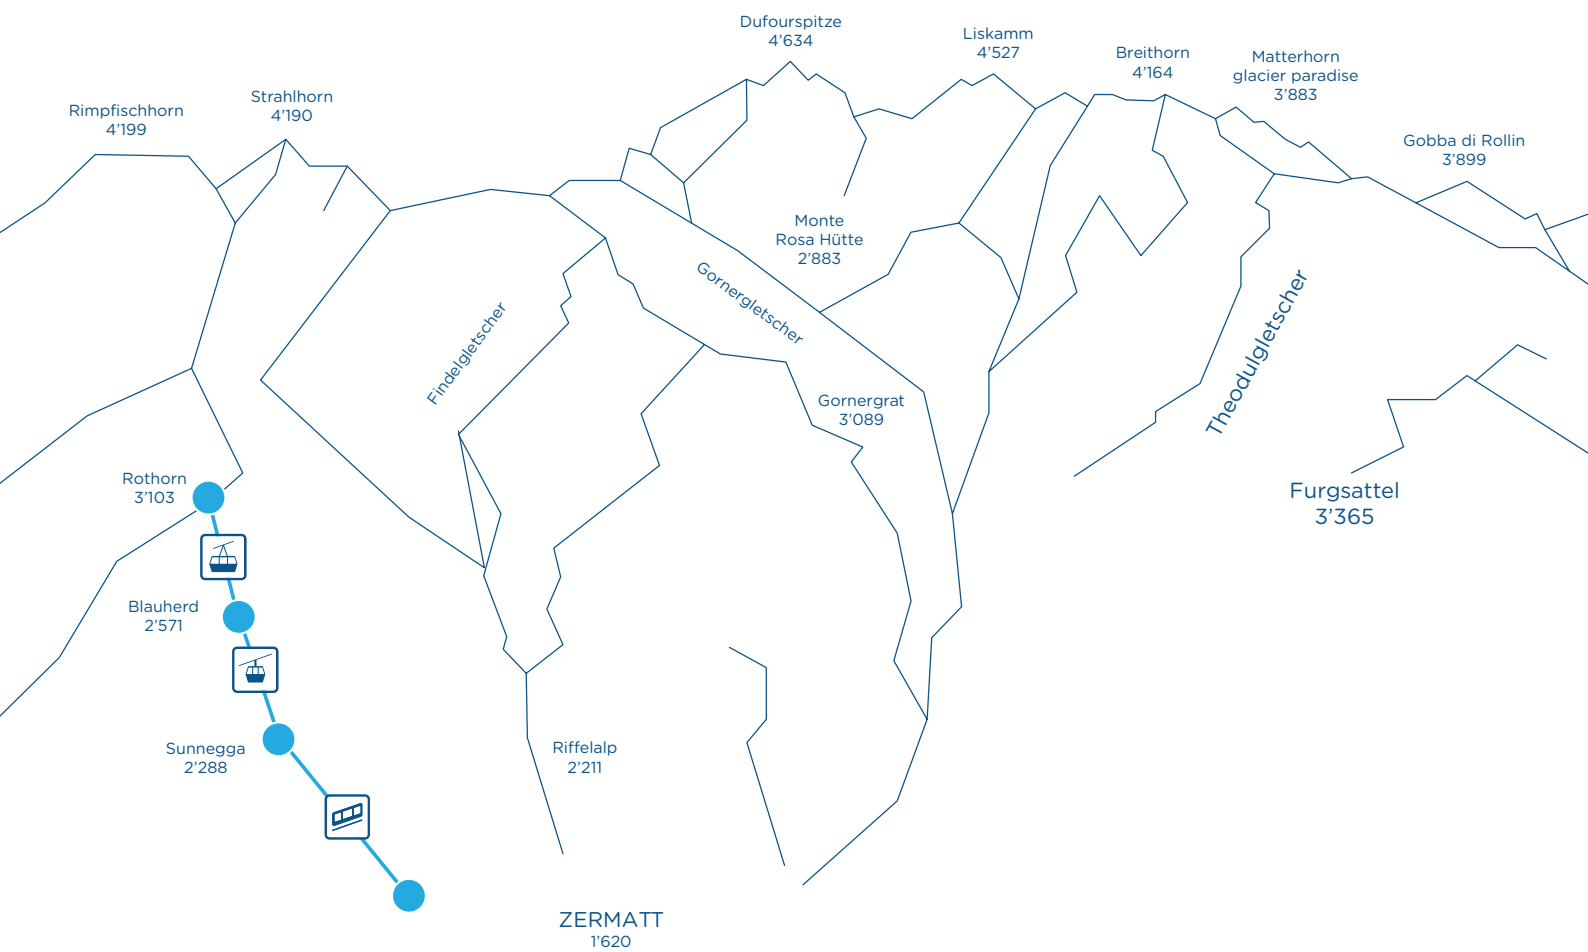 Dufourspitze
4’634
Liskamm
4’527
Breithorn
4’164
Matterhorn
glacier paradise
3’883
Strahlhorn
4’190
Rimpfischhorn
4’199
Gobba di Rollin
3’899
Monte
Rosa Hütte
2’883
Gornergletscher
Findelgletscher
Theodulgletscher
Gornergrat
3’089
Rothorn
3’103
Furgsattel
3’365
Blauherd
2’571
Sunnegga
2’288
Riffelalp
2’211
ZERMATT
1’620